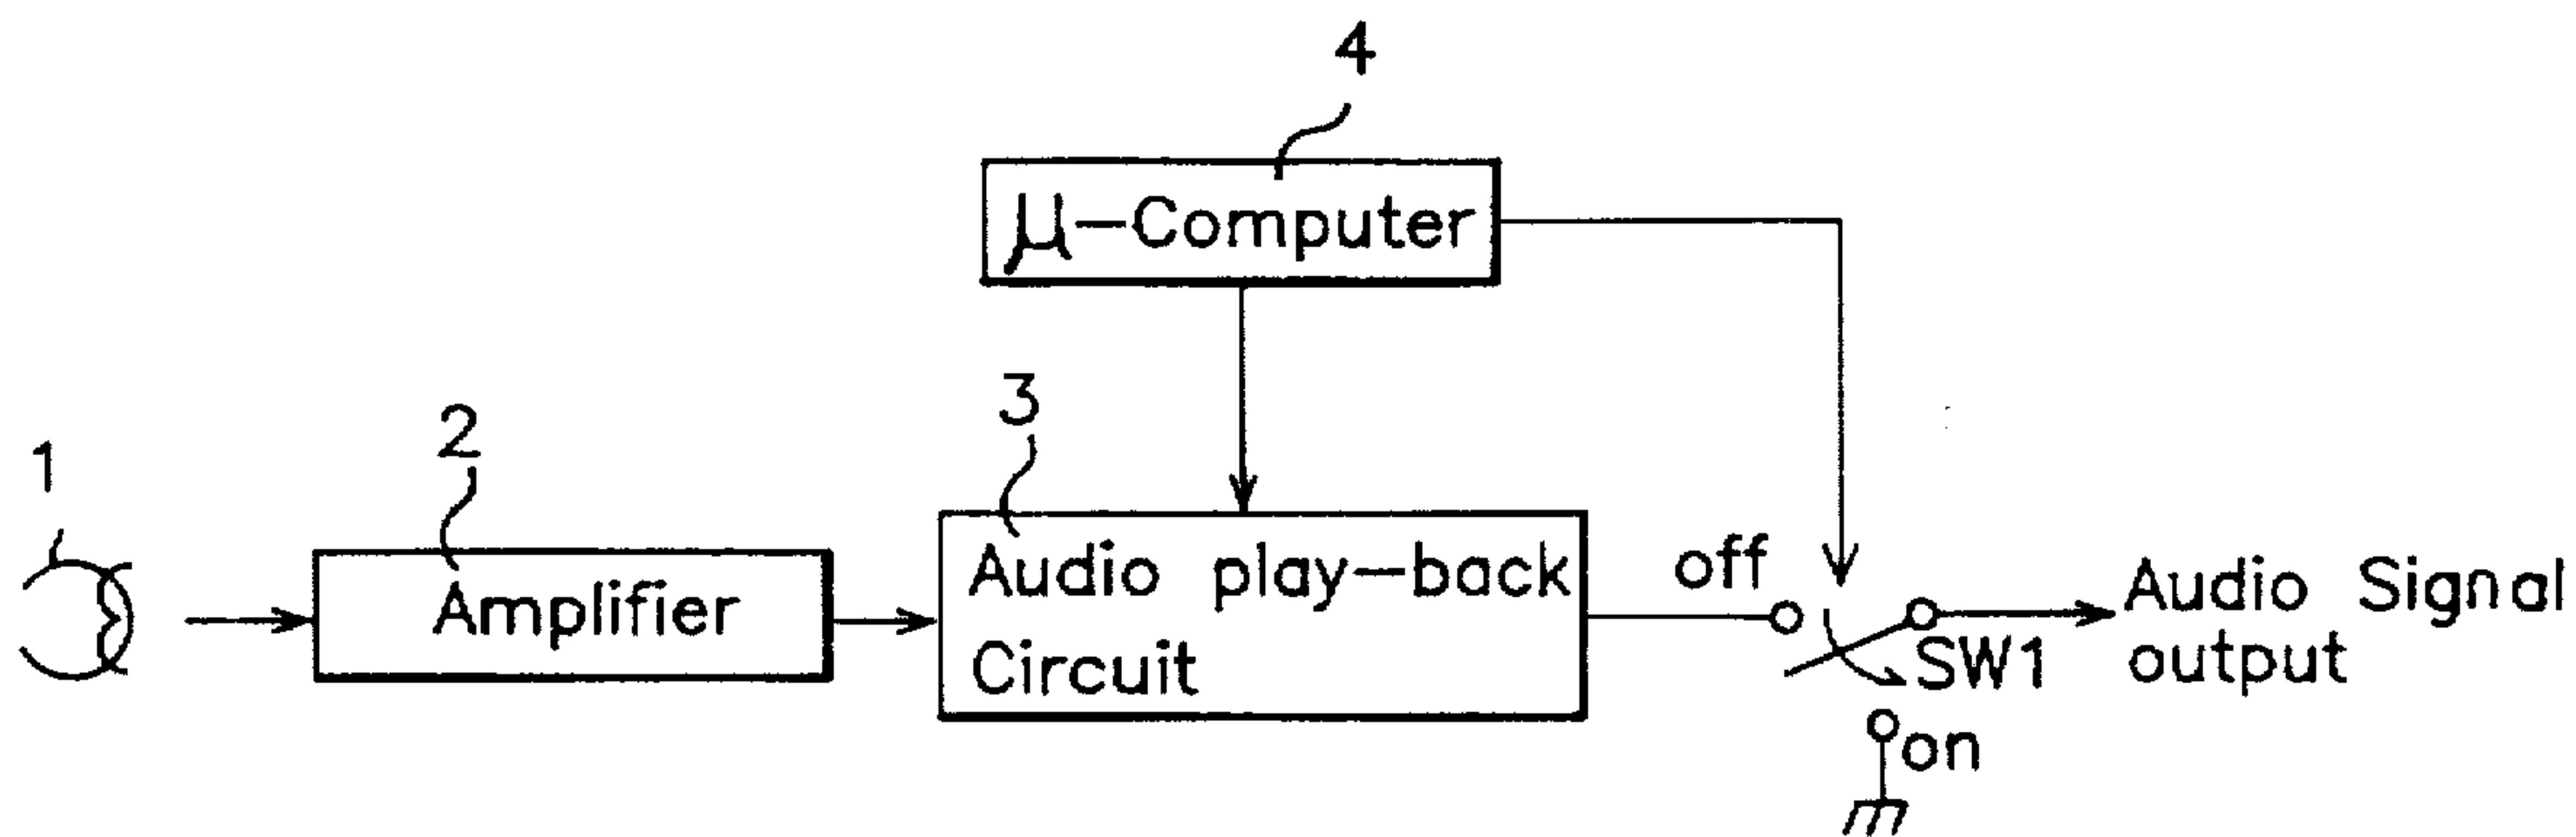 4
μ-Computer
3
2
1
Amplifier
Audio play-back
Circuit
off
SW1
on
Audio Signal
output